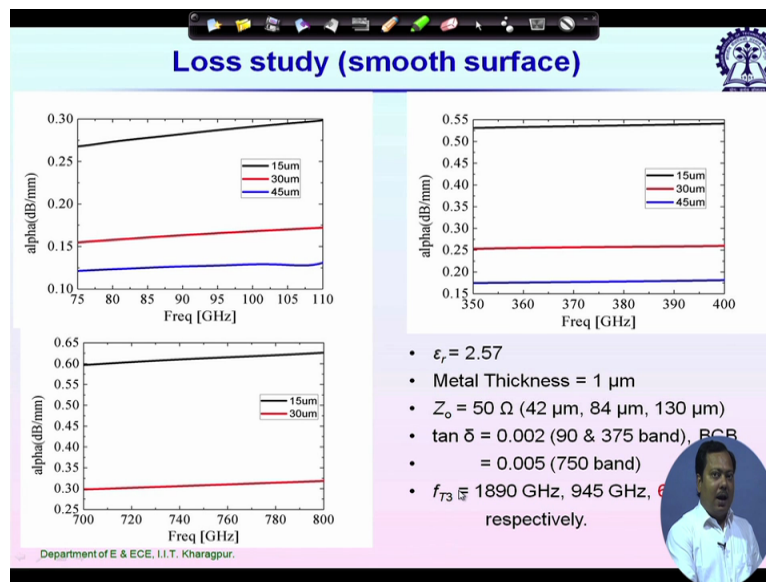 Loss study (smooth surface)
0.30
0.25
0.20
0.15
0.10
alpha(dB/mm)
15um
30um
45um
75 80 85 90 95 100 105 110
Freq [GHz]
0.55
0.50
0.45
0.40
0.35
0.30
0.25
0.20
0.15
alpha(dB/mm)
15um
30um
45um
350 360 370 380 390 400
Freq [GHz]
0.65
0.60
0.55
0.50
0.45
0.40
0.35
0.30
0.25
alpha(dB/mm)
15um
30um
700 720 740 760 780 800
Freq [GHz]
• εr = 2.57
• Metal Thickness = 1 μm
• Zo = 50 Ω (42 μm, 84 μm, 130 μm)
• tan δ = 0.002 (90 & 375 band), BCB
• = 0.005 (750 band)
• fT3 = 1890 GHz, 945 GHz, 6
respectively.
Department of E & ECE, I.I.T. Kharagpur.